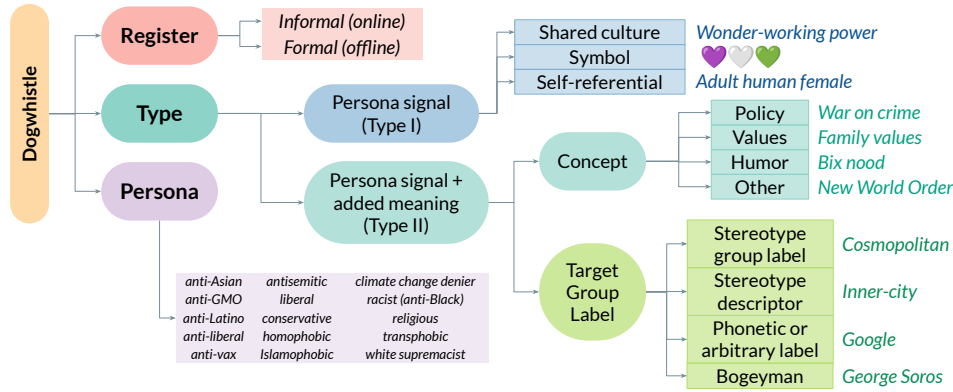 Dogwhistle
Register
Informal (online)
Formal (offline)
Type
Persona signal
(Type I)
Shared culture
Wonder-working power
Symbol
Self-referential
Adult human female
Persona signal +
added meaning
(Type II)
Concept
Policy
War on crime
Values
Family values
Humor
Bix nood
Other
New World Order
Target
Group
Label
Stereotype
group label
Cosmopolitan
Stereotype
descriptor
Inner-city
Phonetic or
arbitrary label
Google
Bogeyman
George Soros
Persona
anti-Asian antisemitic climate change denier
anti-GMO liberal racist (anti-Black)
anti-Latino conservative religious
anti-liberal homophobic transphobic
anti-vax Islamophobic white supremacist